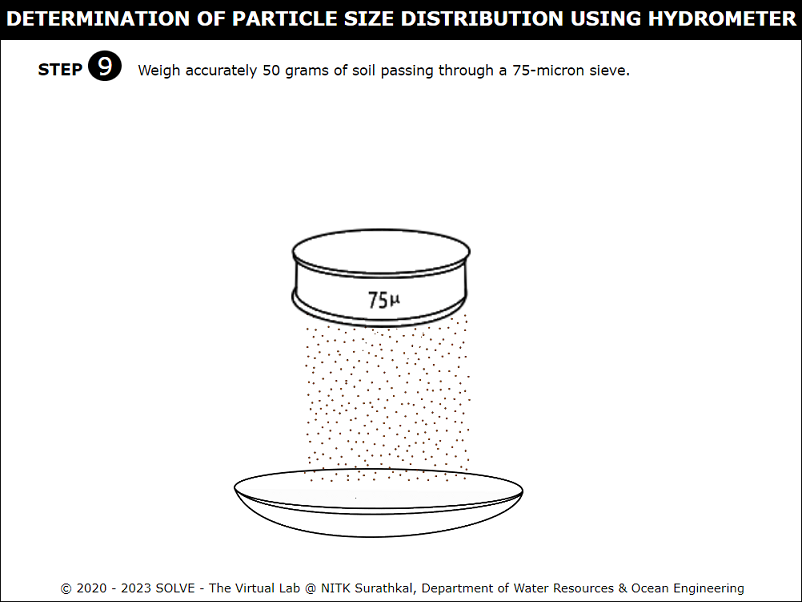 DETERMINATION OF PARTICLE SIZE DISTRIBUTION USING HYDROMETER
STEP 9 Weigh accurately 50 grams of soil passing through a 75-micron sieve.
75μ
© 2020 - 2023 SOLVE - The Virtual Lab @ NITK Surathkal, Department of Water Resources & Ocean Engineering